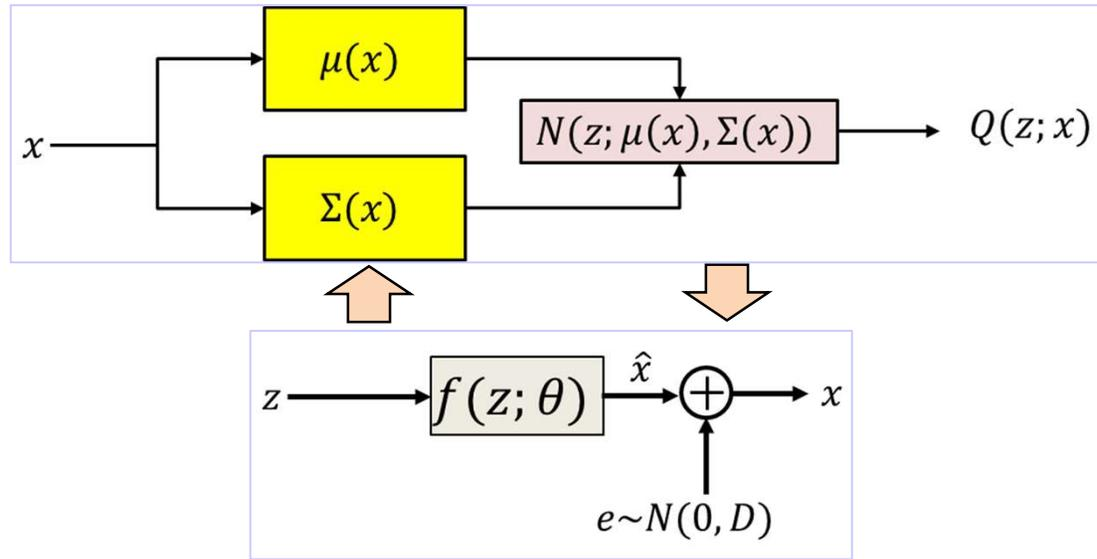 μ(x)
x
N(z; μ(x), Σ(x))
Q(z; x)
Σ(x)
z
f(z; θ)
x̂
x
e~N(0, D)